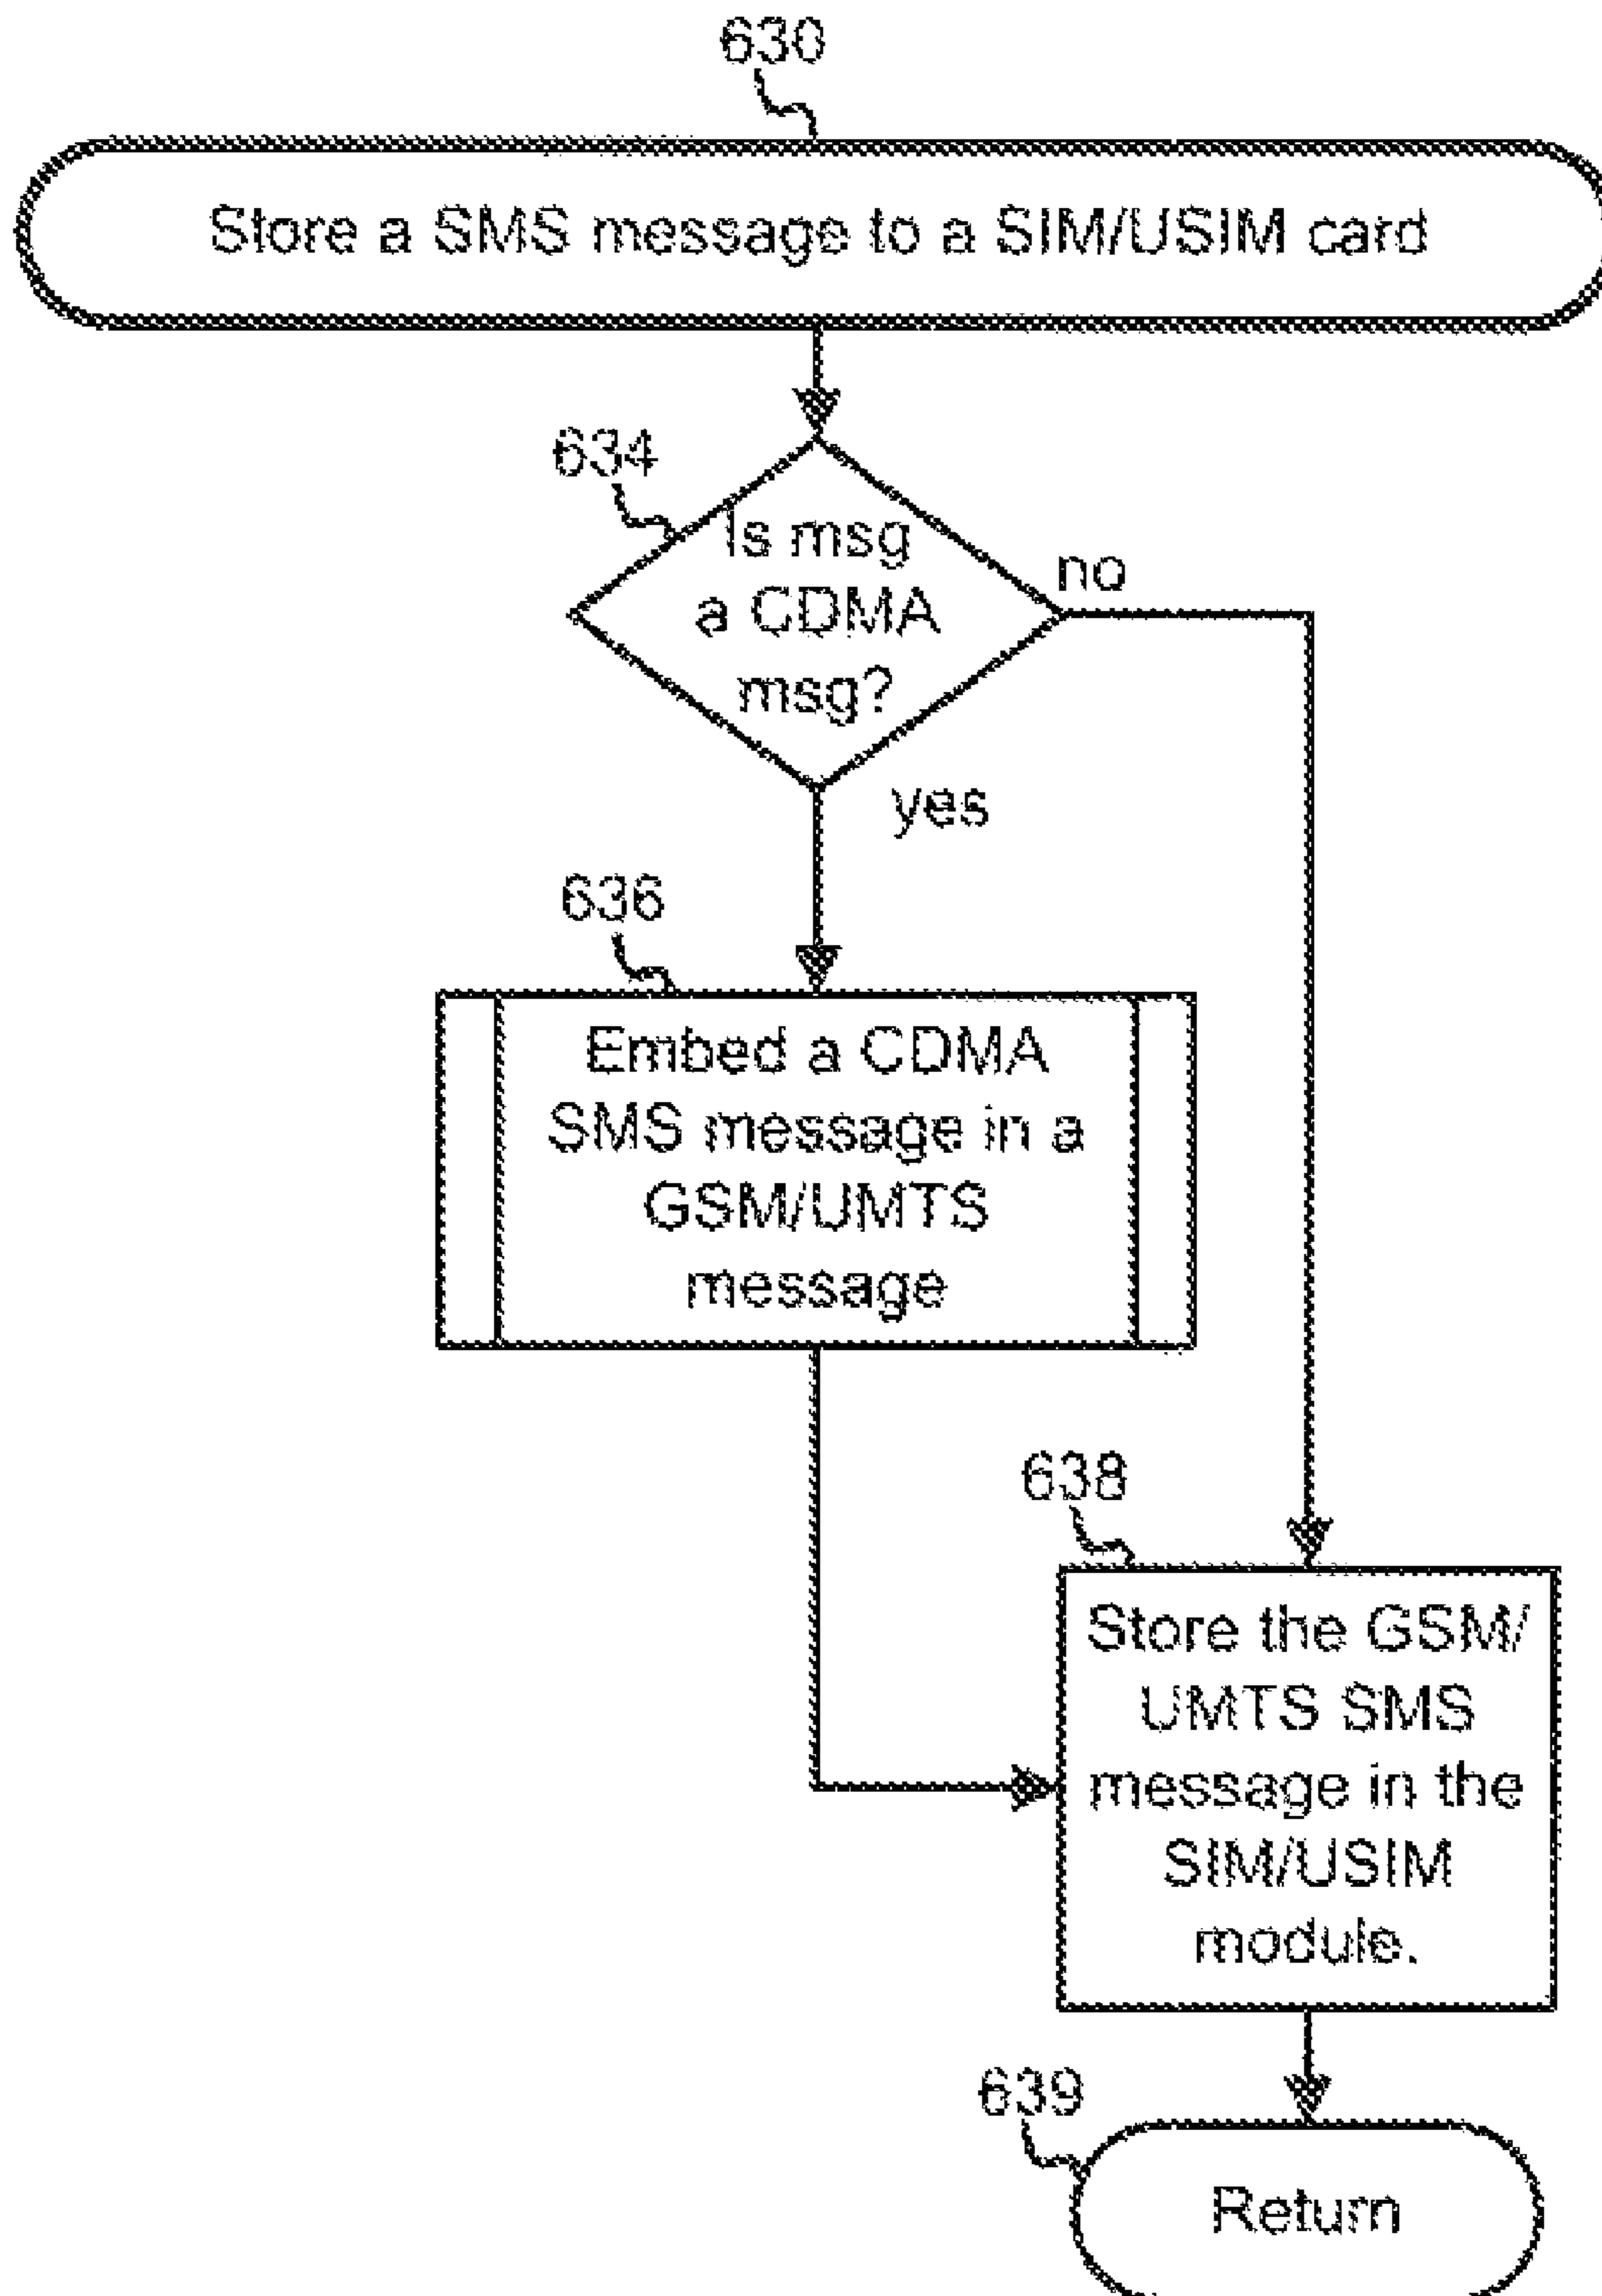 630
Store a SMS message to a SIM/USIM card
634
Is msg
a CDMA
msg?
no
yes
636
Embed a CDMA
SMS message in a
GSM/UMTS
message
638
Store the GSM/
UMTS SMS
message in the
SIM/USIM
module.
639
Return